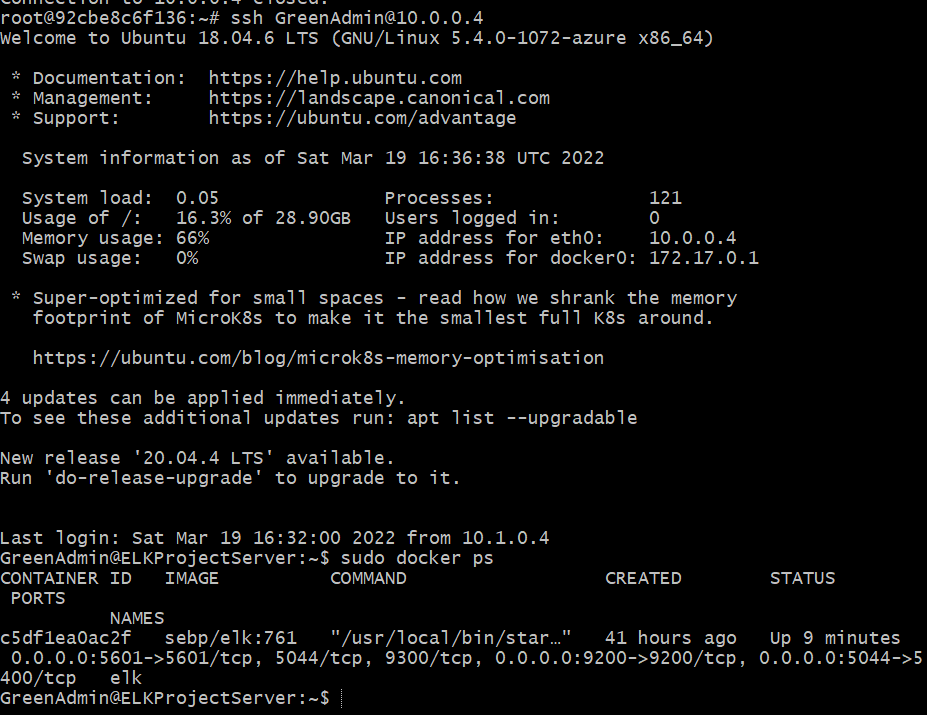 Connection to 10.0.0.4 closed.
root@92cbe8c6f136:~# ssh GreenAdmin@10.0.0.4
Welcome to Ubuntu 18.04.6 LTS (GNU/Linux 5.4.0-1072-azure x86_64)
* Documentation:  https://help.ubuntu.com
* Management:     https://landscape.canonical.com
* Support:        https://ubuntu.com/advantage
System information as of Sat Mar 19 16:36:38 UTC 2022
System load:  0.05                Processes:              121
Usage of /:   16.3% of 28.90GB   Users logged in:        0
Memory usage: 66%                IP address for eth0:    10.0.0.4
Swap usage:   0%                 IP address for docker0: 172.17.0.1
* Super-optimized for small spaces - read how we shrank the memory
footprint of MicroK8s to make it the smallest full K8s around.
https://ubuntu.com/blog/microk8s-memory-optimisation
4 updates can be applied immediately.
To see these additional updates run: apt list --upgradable
New release '20.04.4 LTS' available.
Run 'do-release-upgrade' to upgrade to it.
Last login: Sat Mar 19 16:32:00 2022 from 10.1.0.4
GreenAdmin@ELKProjectServer:~$ sudo docker ps
CONTAINER ID   IMAGE          COMMAND                  CREATED        STATUS
PORTS
NAMES
c5df1ea0ac2f   sebp/elk:761   "/usr/local/bin/star…"   41 hours ago   Up 9 minutes
0.0.0.0:5601->5601/tcp, 5044/tcp, 9300/tcp, 0.0.0.0:9200->9200/tcp, 0.0.0.0:5044->5
400/tcp   elk
GreenAdmin@ELKProjectServer:~$